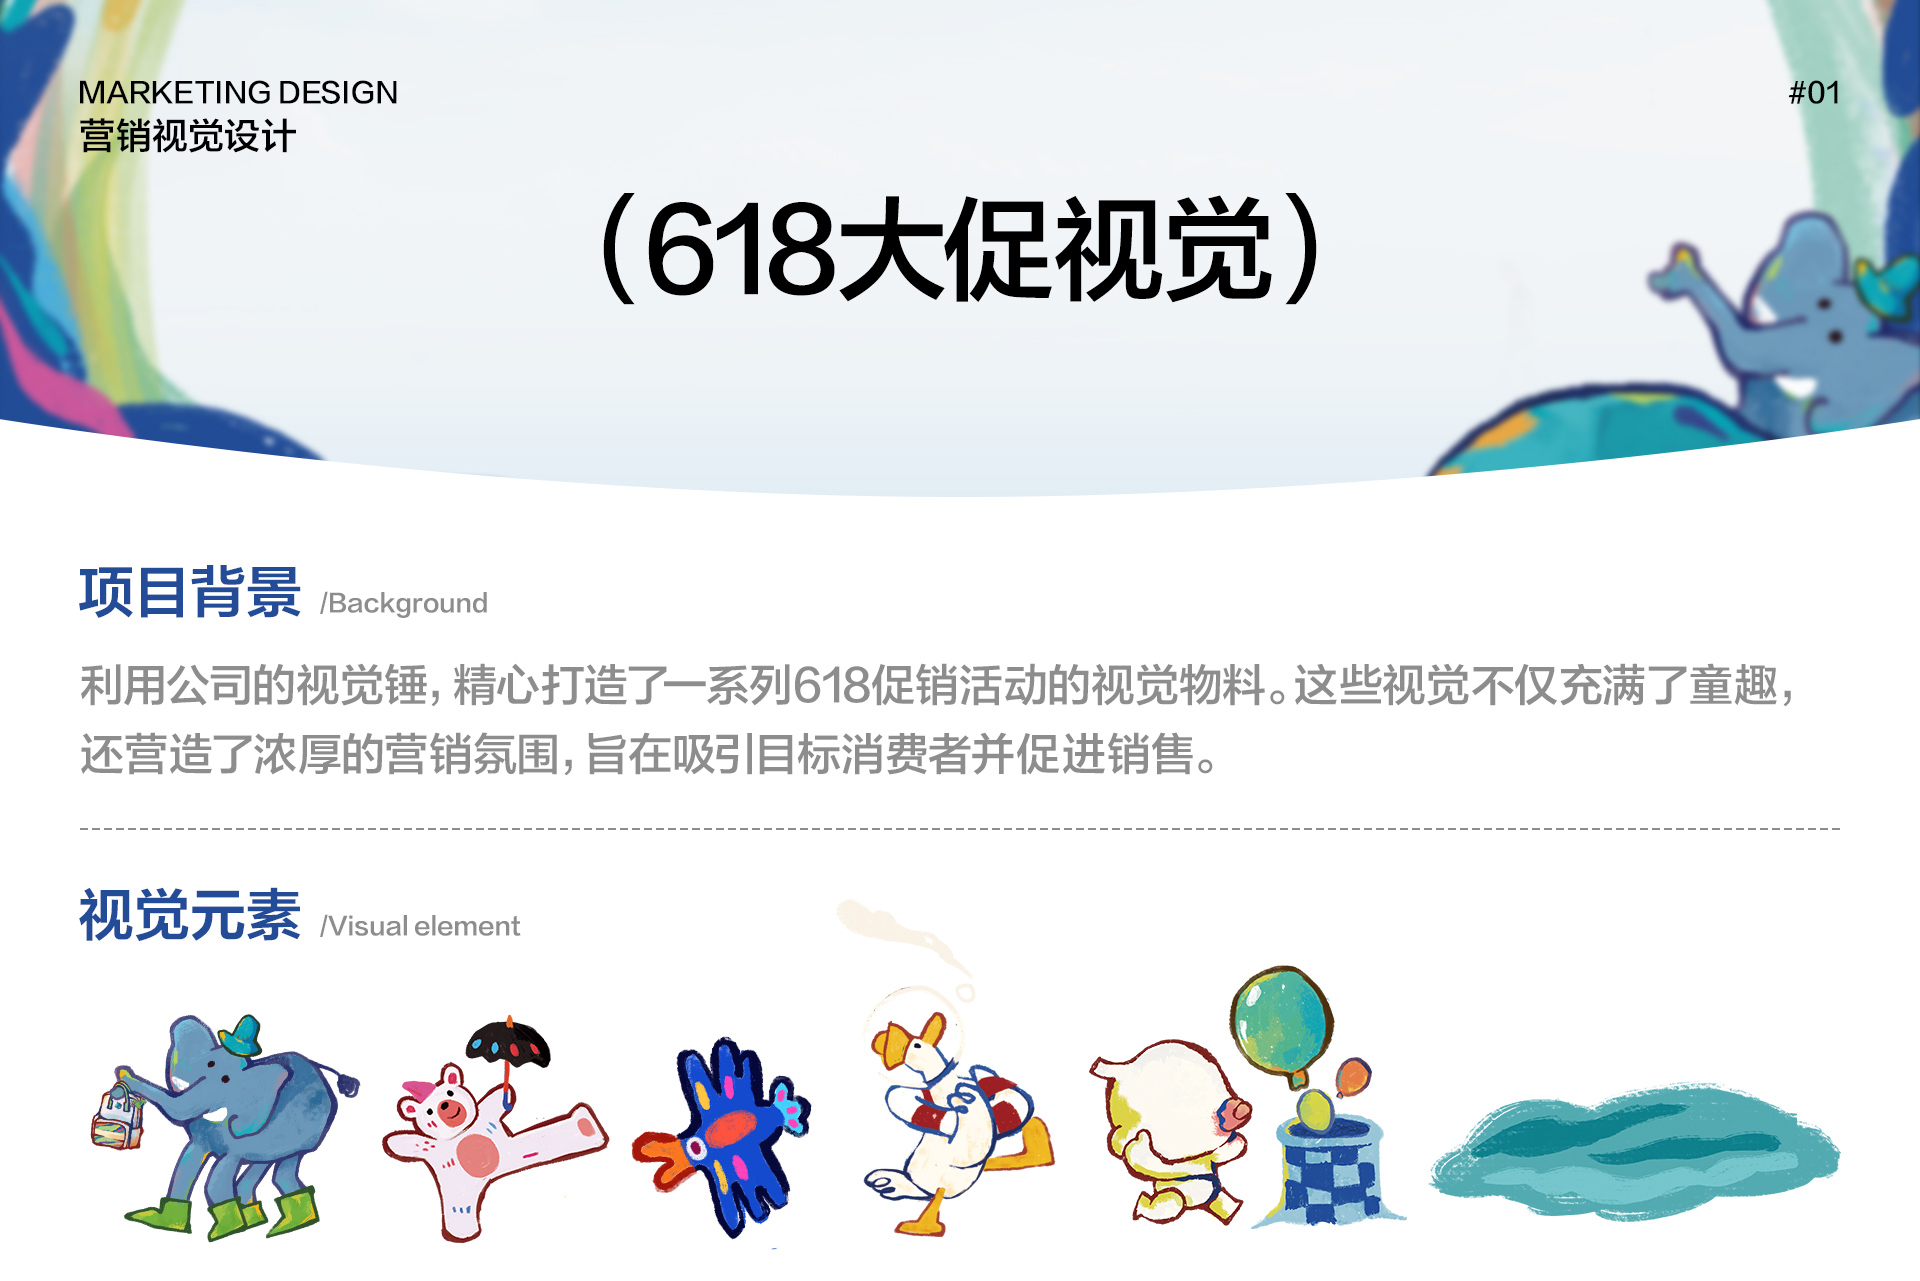 MARKETING DESIGN
营销视觉设计
#01
（618大促视觉）
项目背景 /Background
利用公司的视觉锤，精心打造了一系列618促销活动的视觉物料。这些视觉不仅充满了童趣，
还营造了浓厚的营销氛围，旨在吸引目标消费者并促进销售。
视觉元素 /Visual element